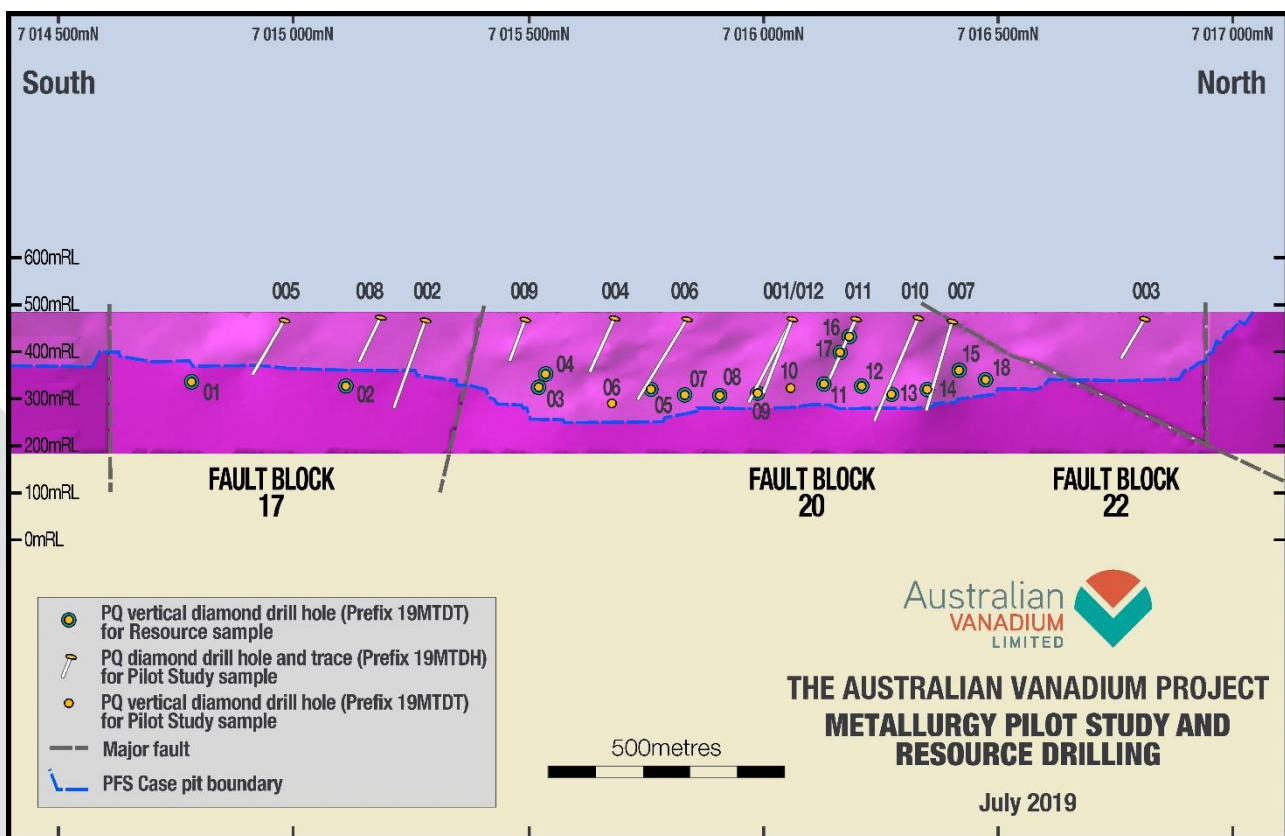 7 014 500mN 7 015 000mN 7 015 500mN 7 016 000mN 7 016 500mN 7 017 000mN
South North
600mRL
500mRL
400mRL
300mRL
200mRL
100mRL
0mRL
005 008 002 009 004 006 001/012 011 010 007 003
16
17
04
15
01 02 03 06 05 07 08 09 10 11 12 13 14 18
FAULT BLOCK
17
FAULT BLOCK
20
FAULT BLOCK
22
PQ vertical diamond drill hole (Prefix 19MTDT)
for Resource sample
PQ diamond drill hole and trace (Prefix 19MTDH)
for Pilot Study sample
PQ vertical diamond drill hole (Prefix 19MTDT)
for Pilot Study sample
Major fault
PFS Case pit boundary
500metres
Australian
VANADIUM
LIMITED
THE AUSTRALIAN VANADIUM PROJECT
METALLURGY PILOT STUDY AND
RESOURCE DRILLING
July 2019